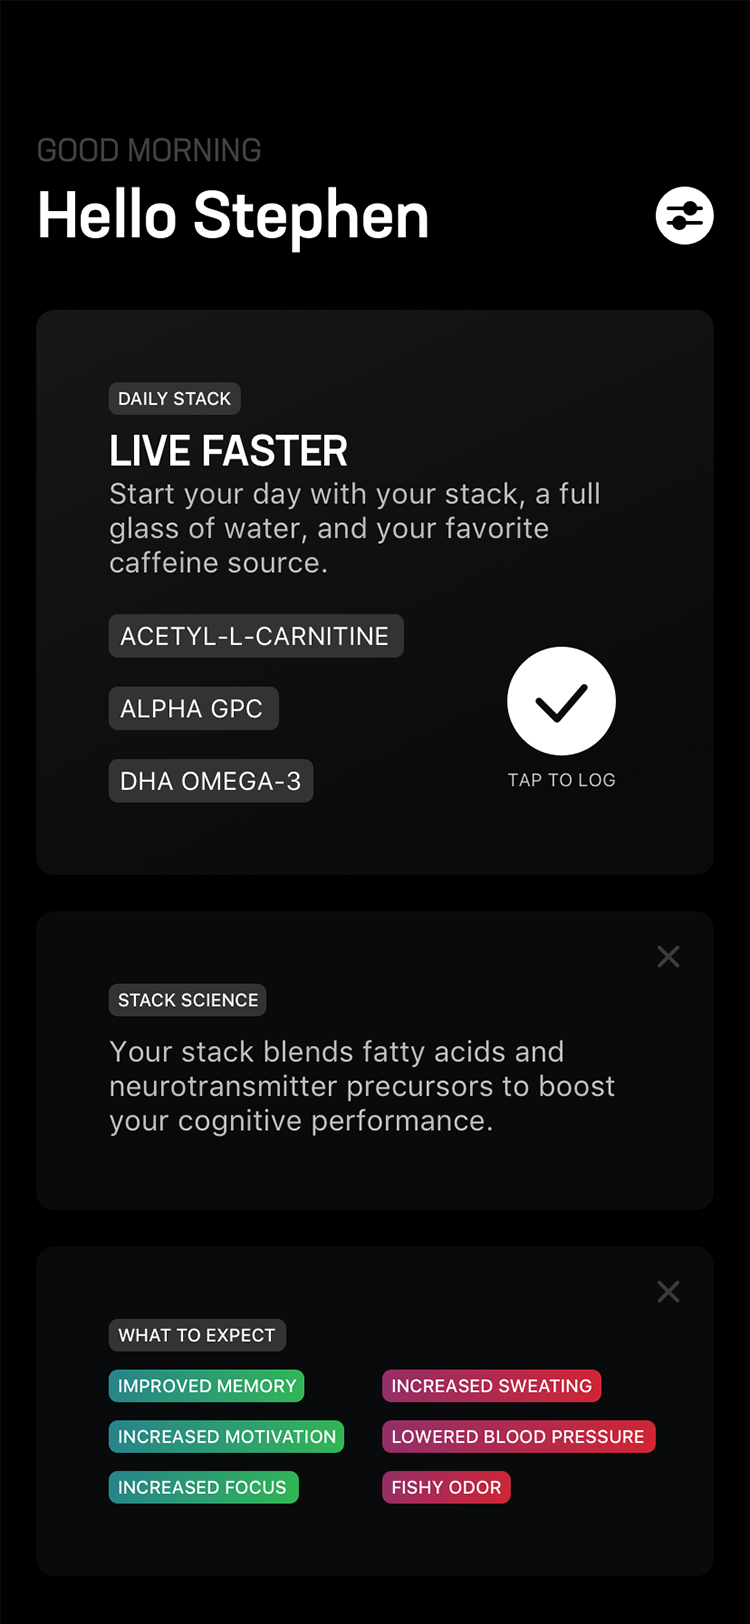 GOOD MORNING
Hello Stephen
DAILY STACK
LIVE FASTER
Start your day with your stack, a full
glass of water, and your favorite
caffeine source.
ACETYL-L-CARNITINE
ALPHA GPC
DHA OMEGA-3
TAP TO LOG
STACK SCIENCE
Your stack blends fatty acids and
neurotransmitter precursors to boost
your cognitive performance.
WHAT TO EXPECT
IMPROVED MEMORY
INCREASED SWEATING
INCREASED MOTIVATION
LOWERED BLOOD PRESSURE
INCREASED FOCUS
FISHY ODOR